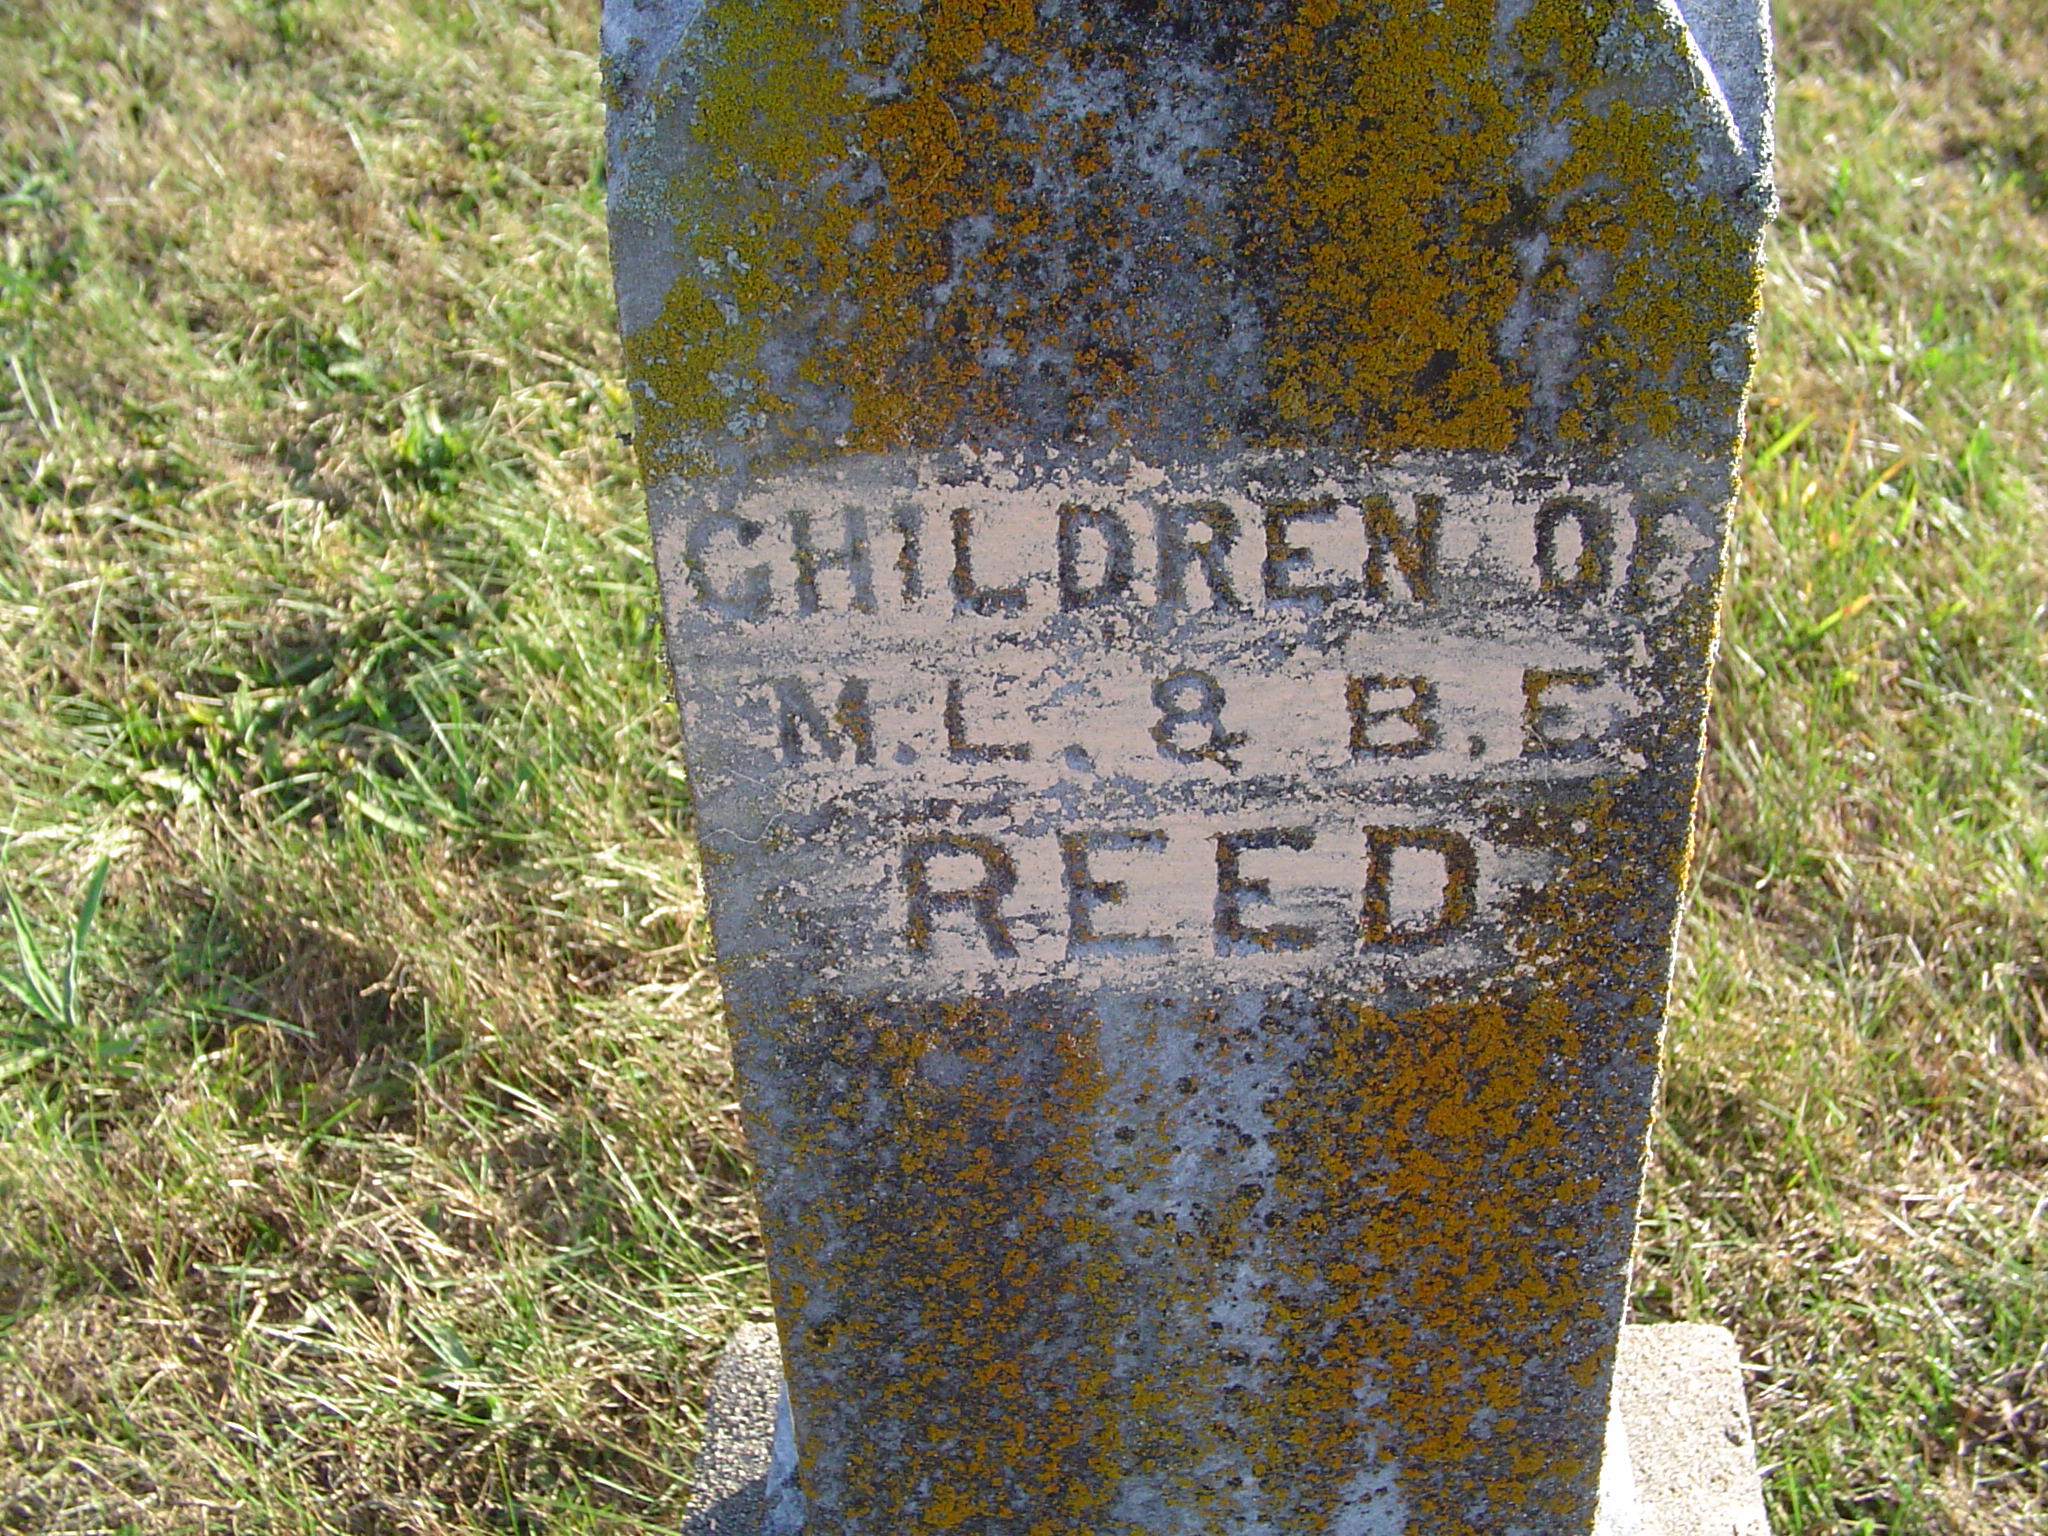 CHILDREN OF
M.L. & B.E
REED